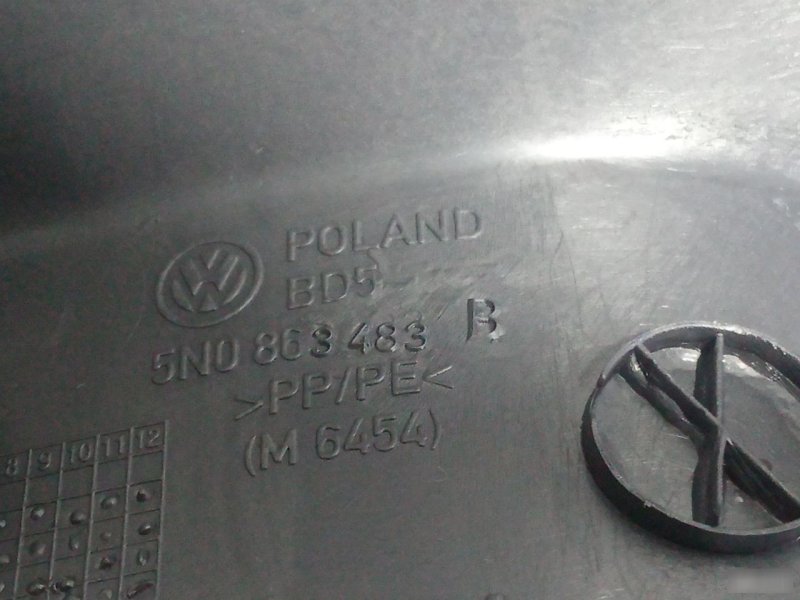 POLAND
BD5
5N0 863 483 B
>PP/PE<
(M 6454)
8 9 10 11 12